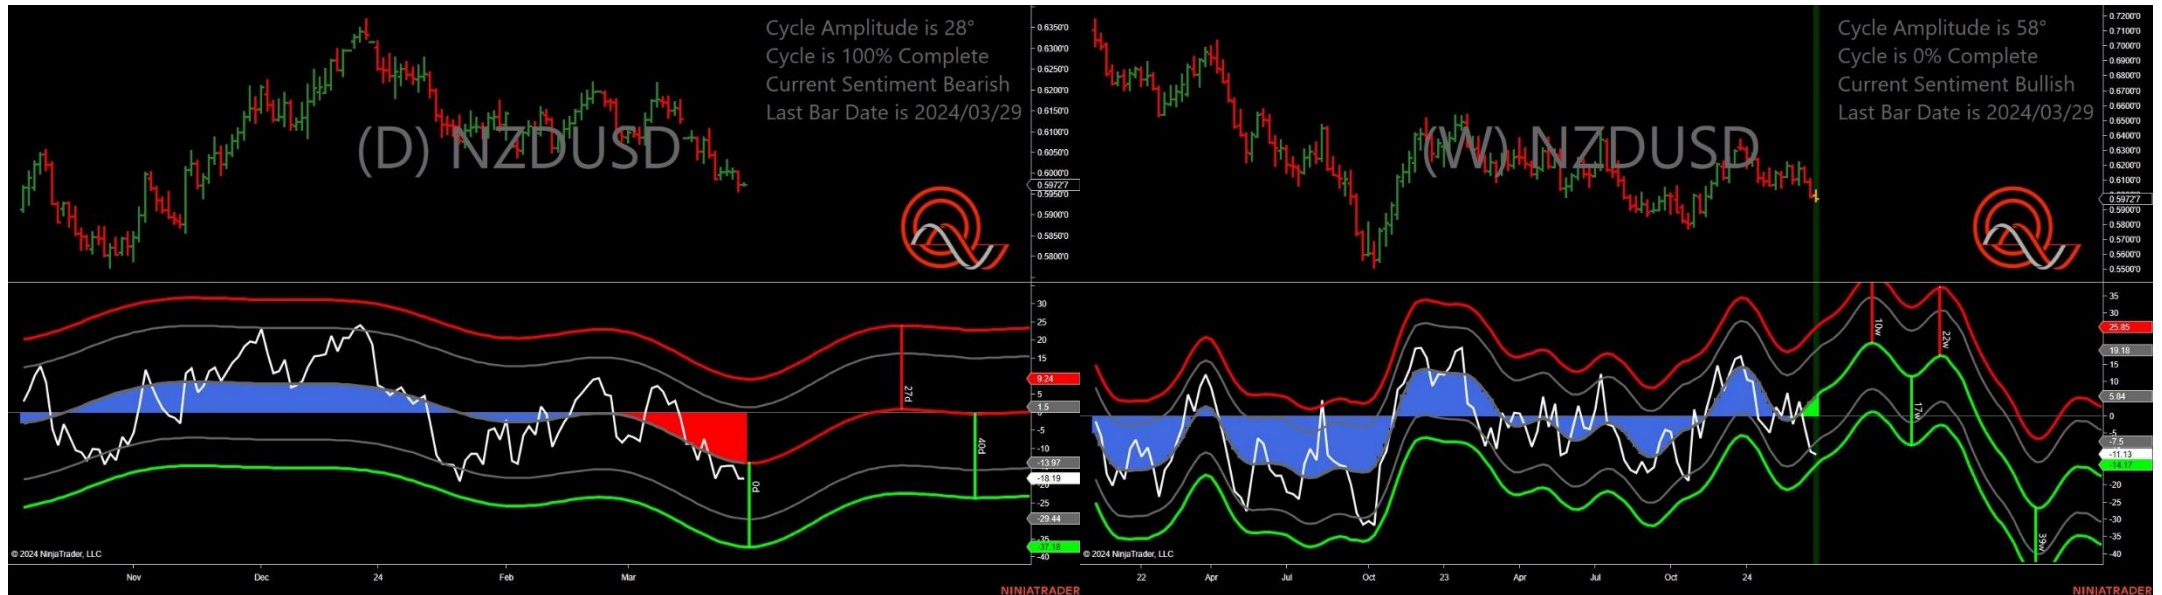 Cycle Amplitude is 28°
Cycle is 100% Complete
Current Sentiment Bearish
Last Bar Date is 2024/03/29
(D) NZDUSD
0.6350'0
0.6300'0
0.6250'0
0.6200'0
0.6150'0
0.6100'0
0.6050'0
0.6000'0
0.5972'7
0.5950'0
0.5900'0
0.5850'0
0.5800'0
30
25
20
15
9.24
5
1.5
-5
-10
-13.97
-18.19
-20
-25
-29.44
-35
-37.18
-40
27d
40d
0d
© 2024 NinjaTrader, LLC
Nov
Dec
24
Feb
Mar
NINJATRADER
Cycle Amplitude is 58°
Cycle is 0% Complete
Current Sentiment Bullish
Last Bar Date is 2024/03/29
(W) NZDUSD
0.7200'0
0.7100'0
0.7000'0
0.6900'0
0.6800'0
0.6700'0
0.6600'0
0.6500'0
0.6400'0
0.6300'0
0.6200'0
0.6100'0
0.5972'7
0.5900'0
0.5800'0
0.5700'0
0.5600'0
0.5500'0
35
30
25.85
19.18
15
10
5.84
0
-5
-7.5
-11.13
-14.17
-20
-25
-30
-35
-40
10w
22w
17w
39w
© 2024 NinjaTrader, LLC
22
Apr
Jul
Oct
23
Apr
Jul
Oct
24
NINJATRADER